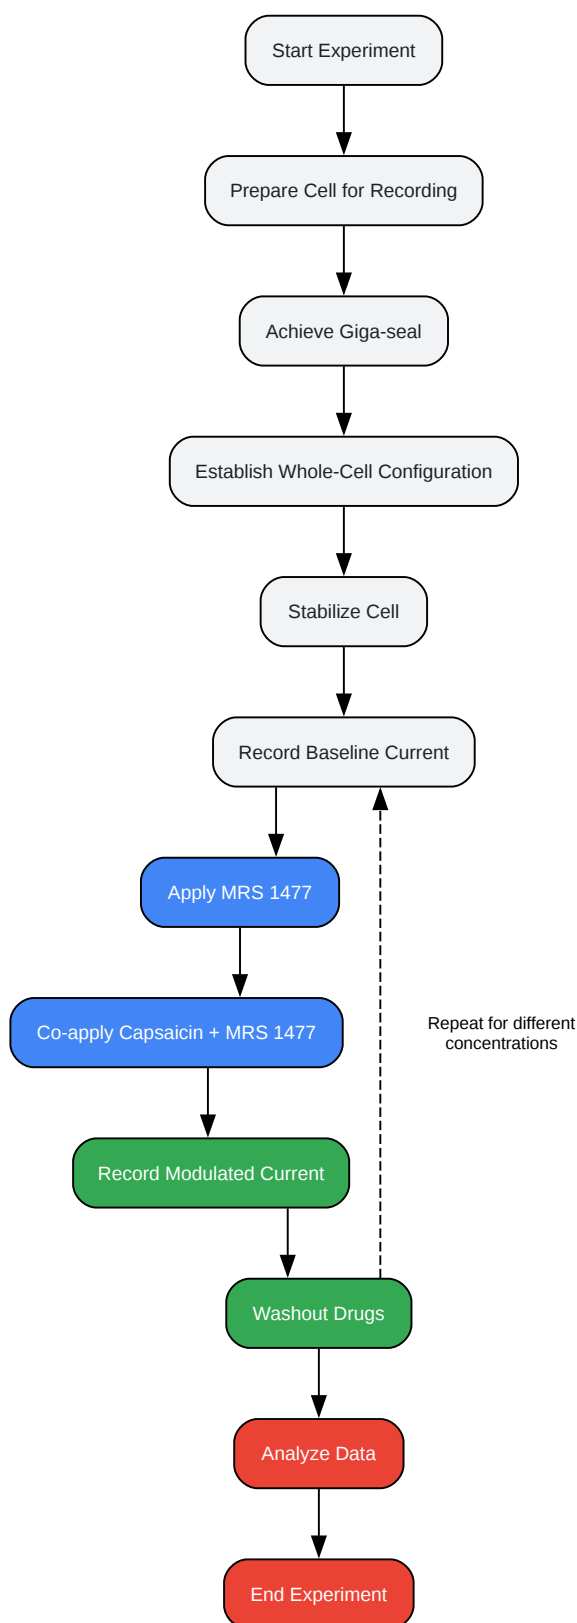 Start Experiment
Prepare Cell for Recording
Achieve Giga-seal
Establish Whole-Cell Configuration
Stabilize Cell
Record Baseline Current
Apply MRS 1477
Co-apply Capsaicin + MRS 1477
Repeat for different
concentrations
Record Modulated Current
Washout Drugs
Analyze Data
End Experiment